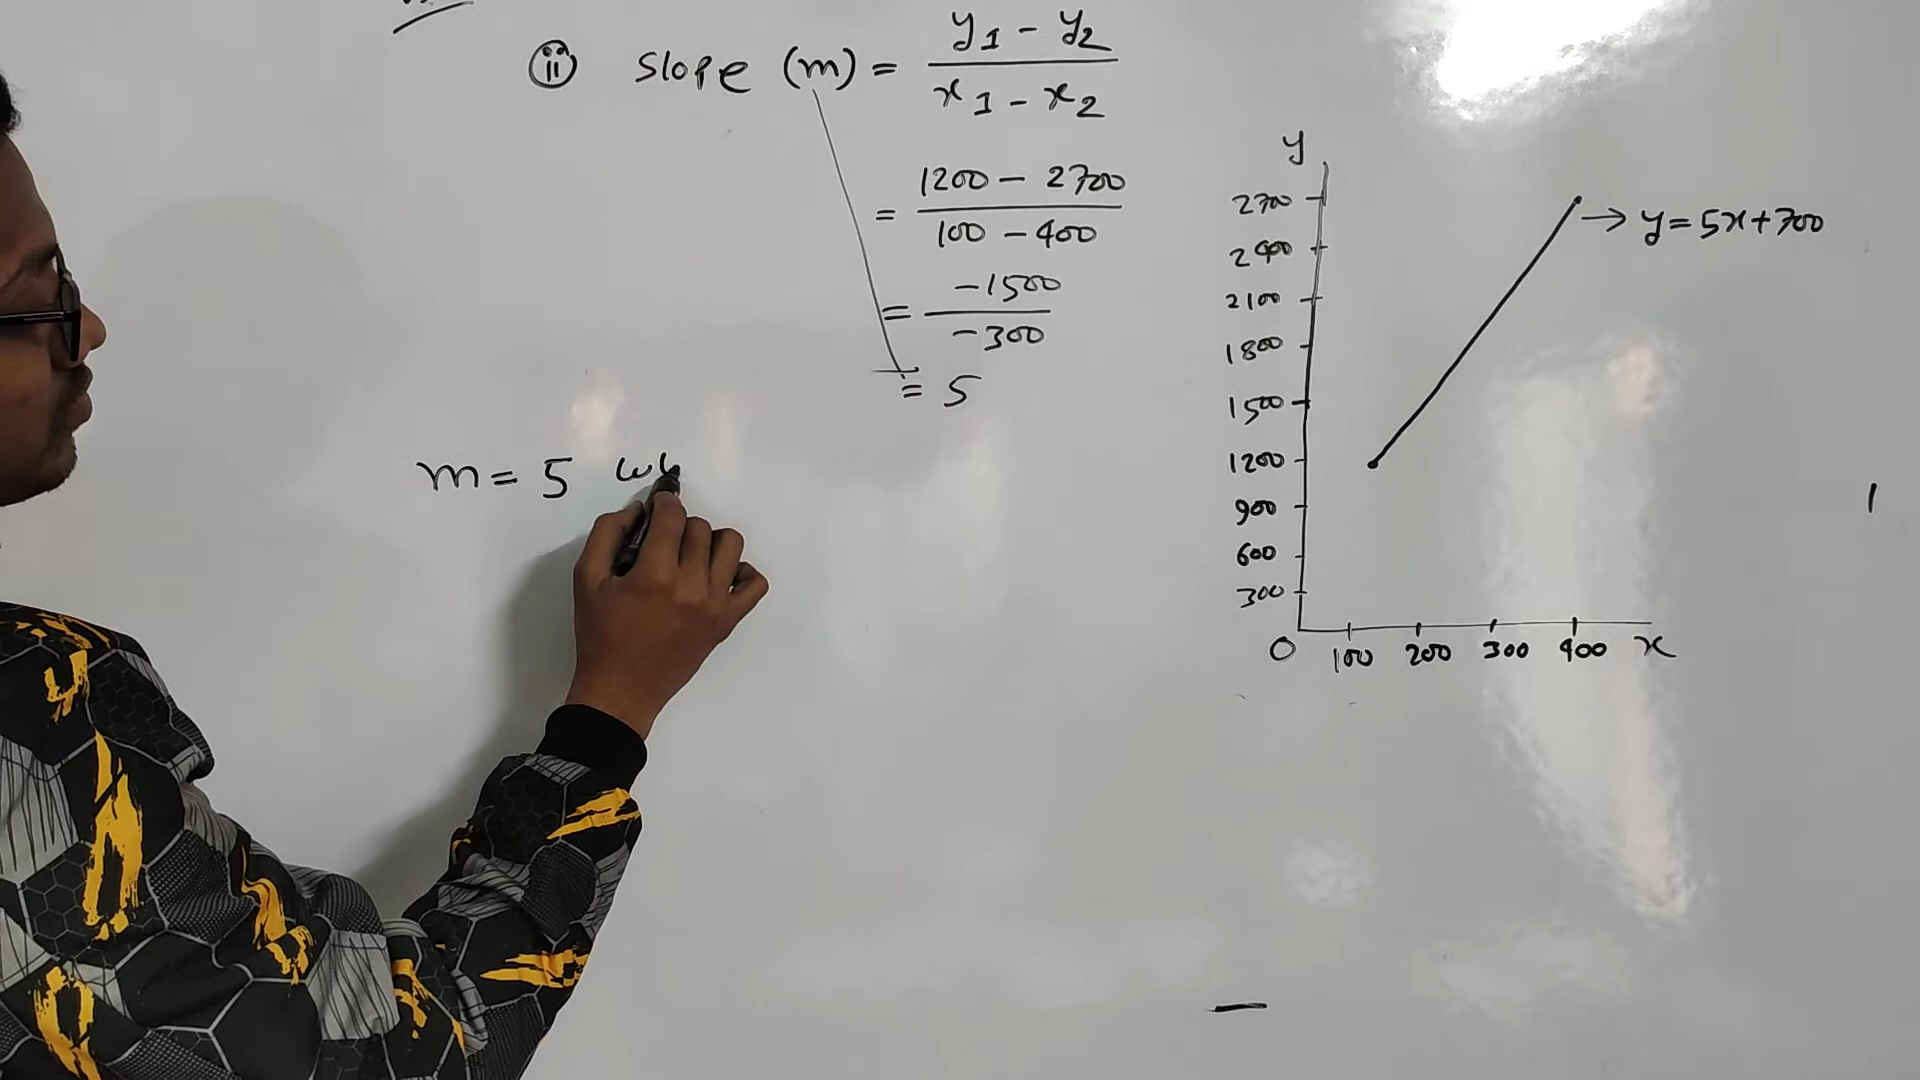 ii Slope (m) = y1 - y2 / x1 - x2
= 1200 - 2700 / 100 - 400
= -1500 / -300
= 5
m = 5
y
2700
2400
2100
1800
1500
1200
900
600
300
0 100 200 300 400 x
→ y=5x+700